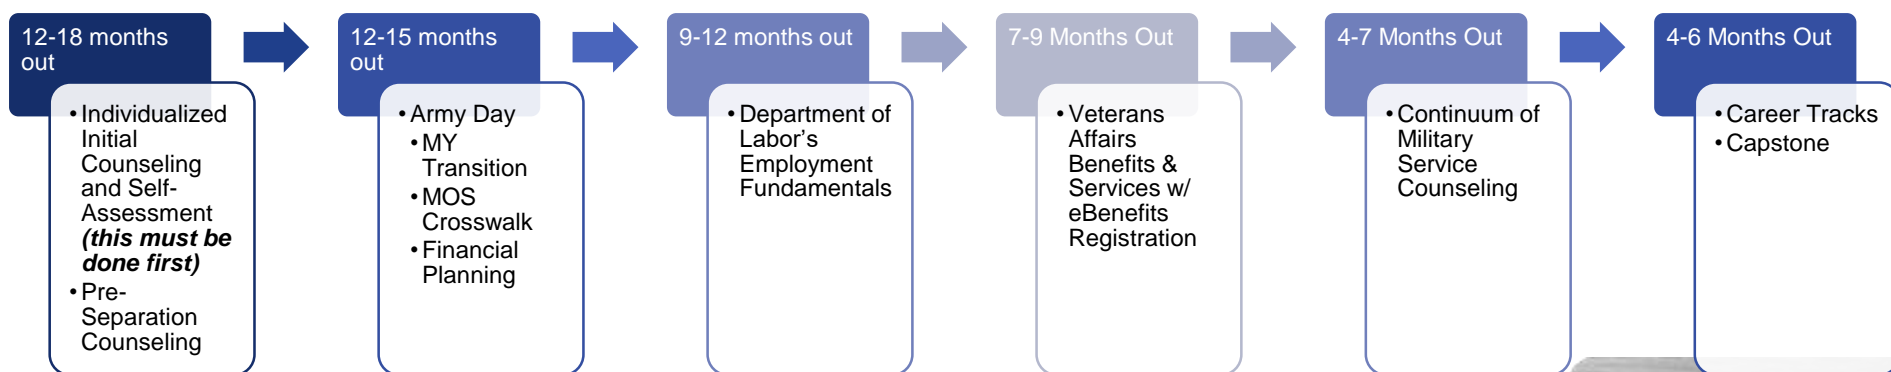 12-18 months
out
• Individualized
Initial
Counseling
and Self-
Assessment
(this must be
done first)
• Pre-
Separation
Counseling
12-15 months
out
• Army Day
• MY
Transition
• MOS
Crosswalk
• Financial
Planning
9-12 months out
• Department of
Labor’s
Employment
Fundamentals
7-9 Months Out
• Veterans
Affairs
Benefits &
Services w/
eBenefits
Registration
4-7 Months Out
• Continuum of
Military
Service
Counseling
4-6 Months Out
• Career Tracks
• Capstone